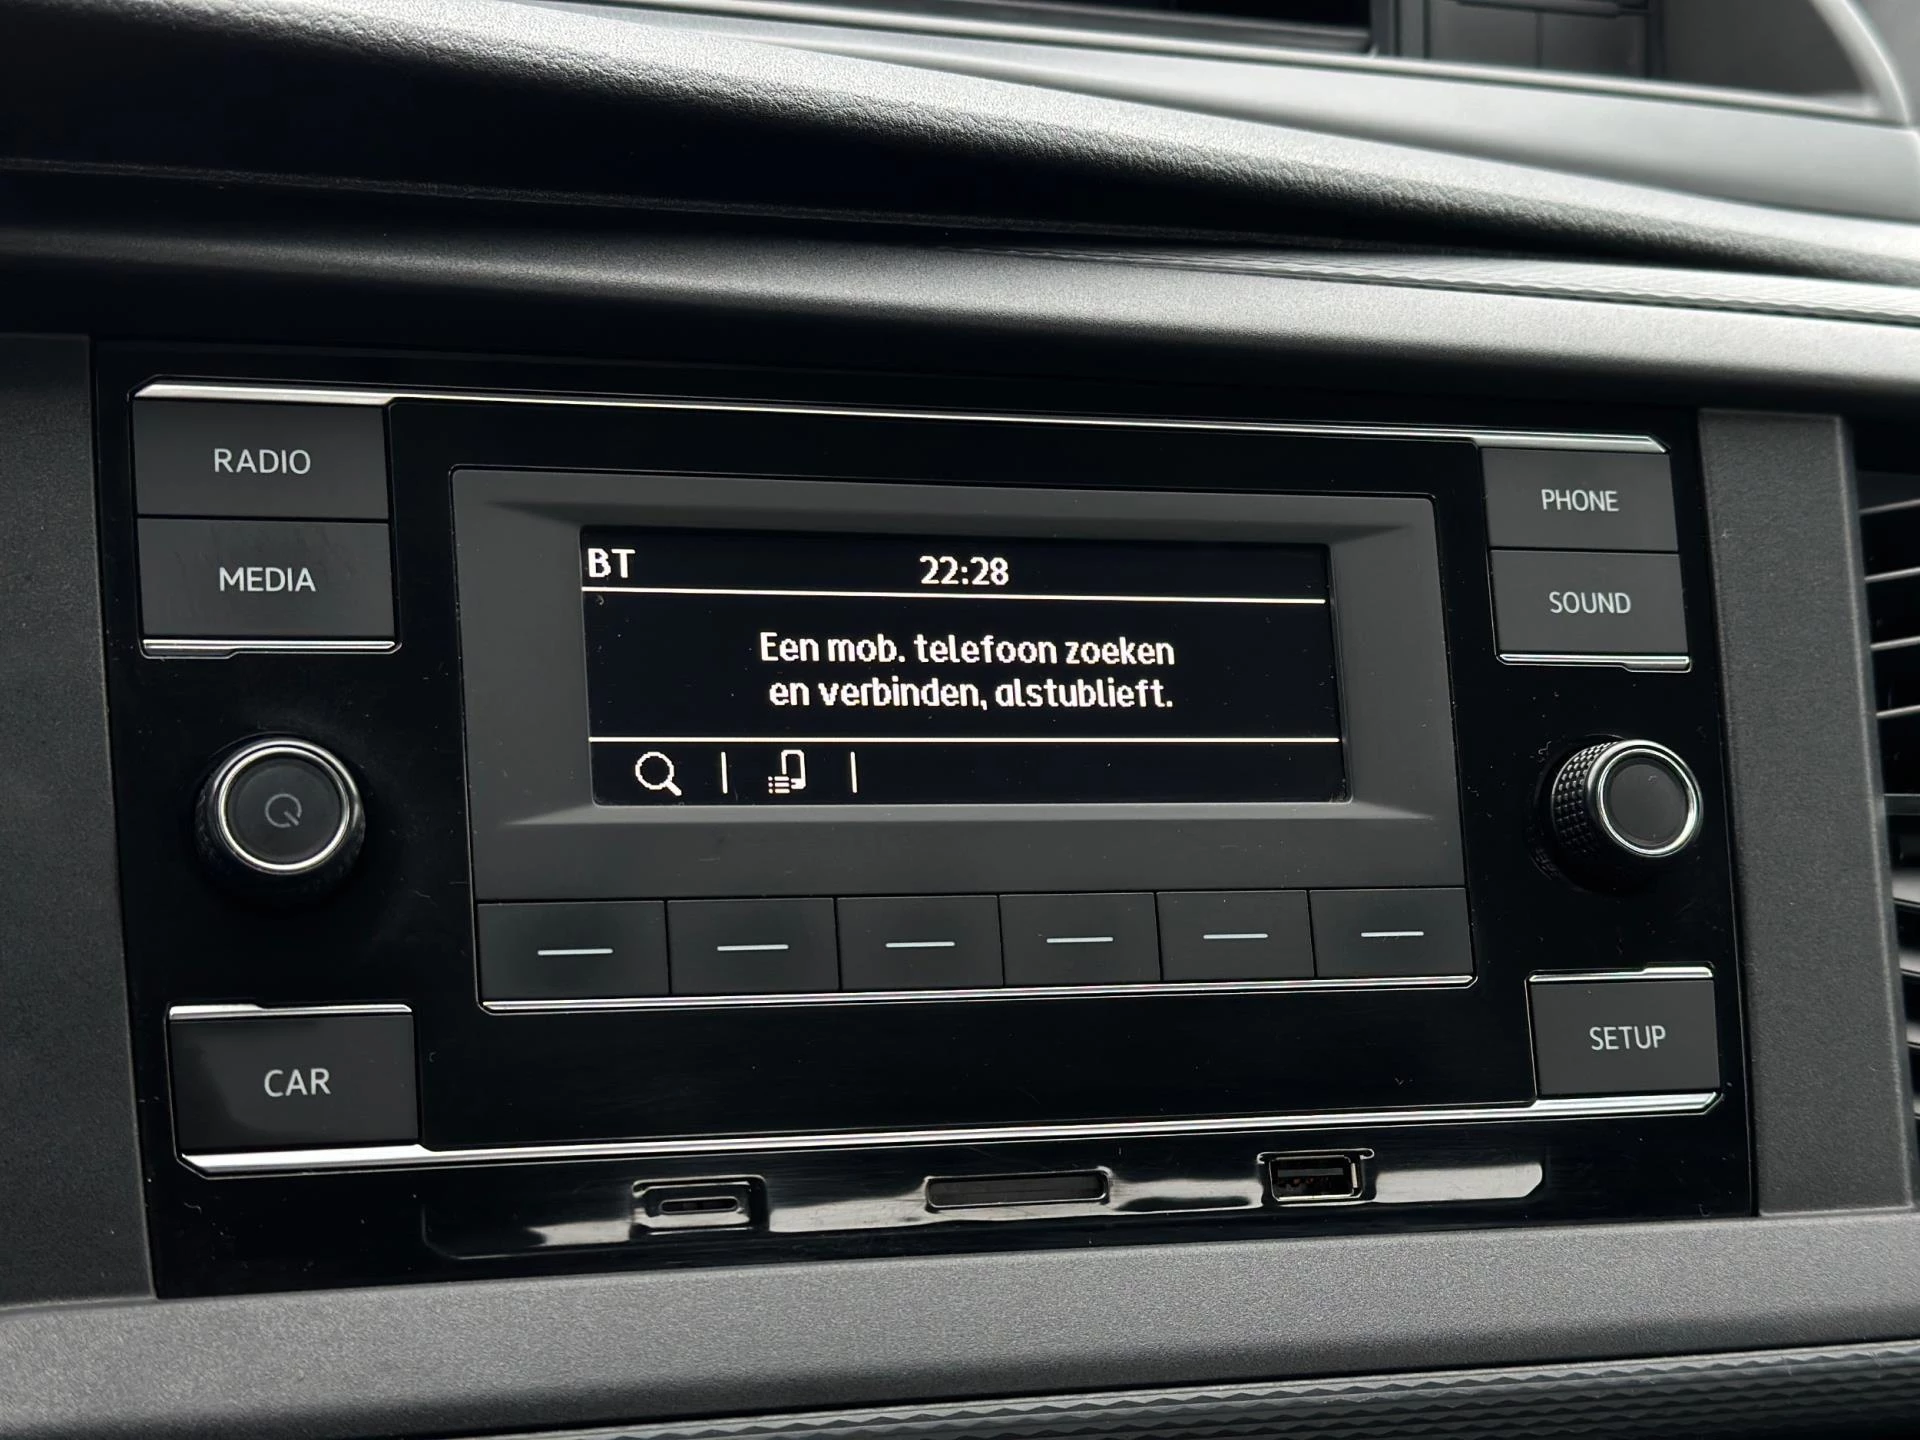 RADIO
MEDIA
BT 22:28
Een mob. telefoon zoeken
en verbinden, alstublieft.
PHONE
SOUND
CAR
SETUP